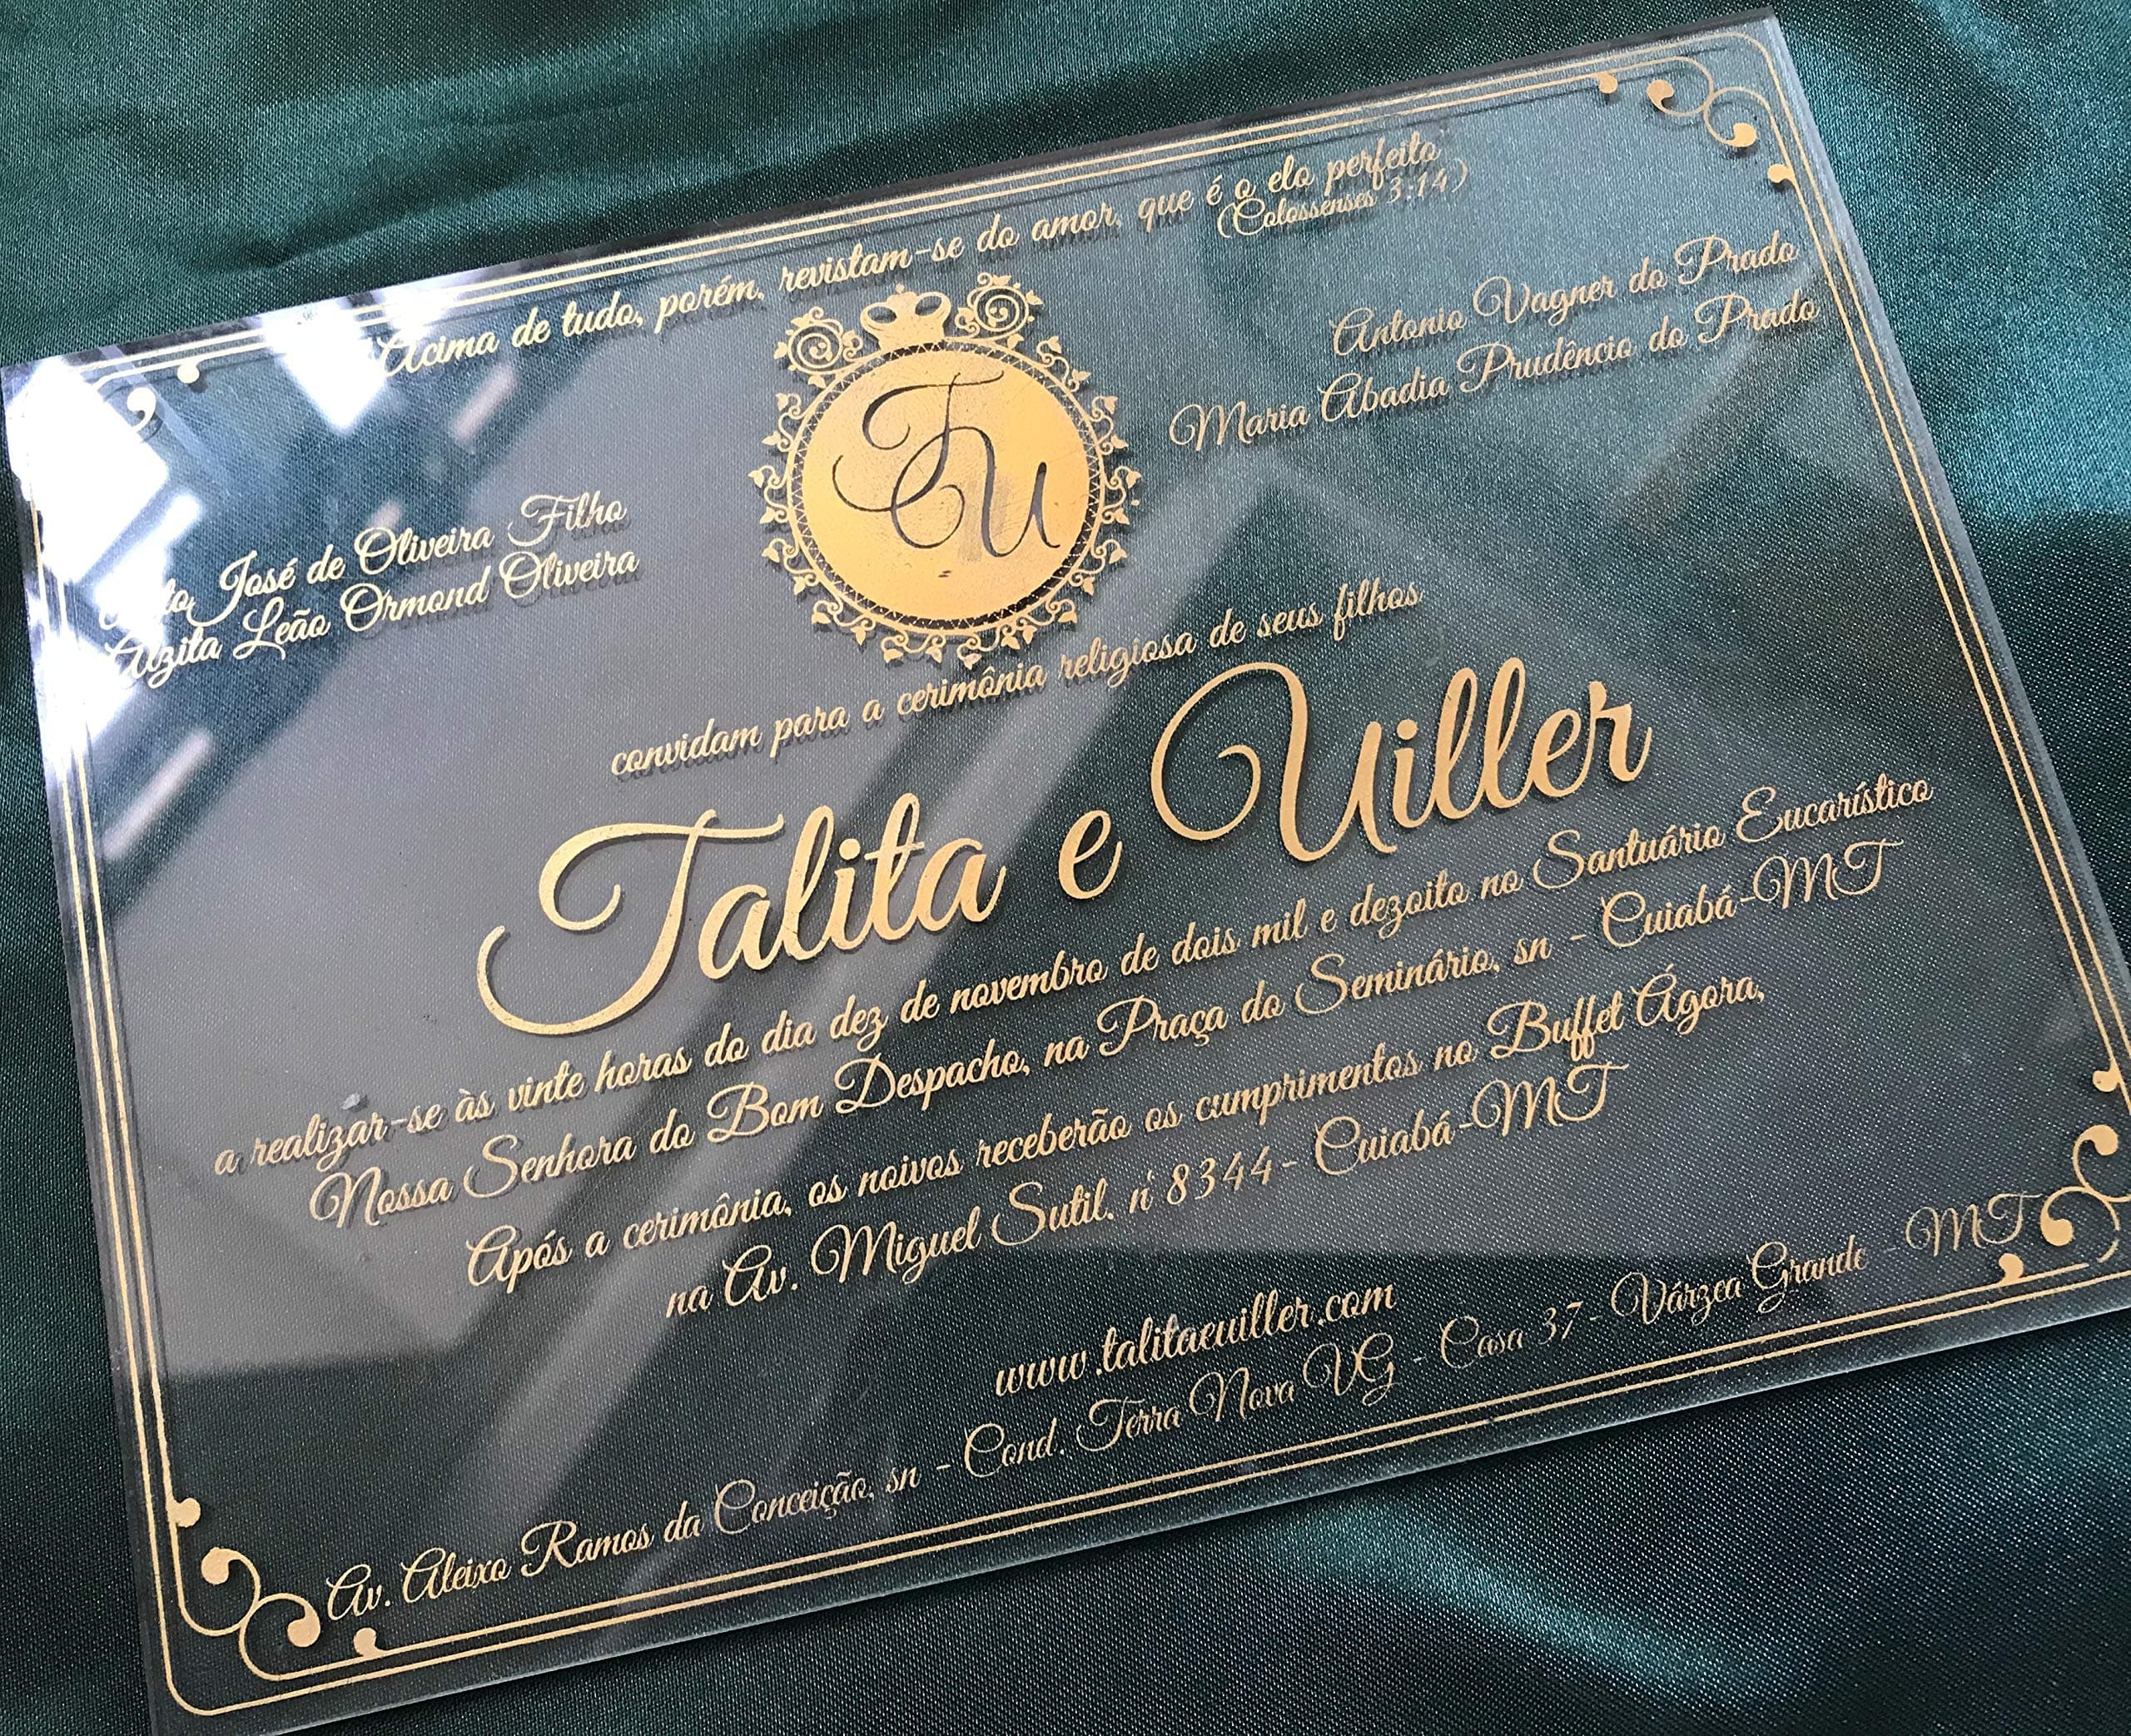 Acima de tudo, porém, revistam-se do amor, que é o elo perfeito
(Colossenses 3:14)
José de Oliveira Filho
Alzita Leão Ormond Oliveira
TU
Antonio Vagner do Prado
Maria Abadia Prudêncio do Prado
convidam para a cerimônia religiosa de seus filhos
Talita e Uiller
a realizar-se às vinte horas do dia dez de novembro de dois mil e dezoito no Santuário Eucarístico
Nossa Senhora do Bom Despacho, na Praça do Seminário, sn - Cuiabá-MT
Após a cerimônia, os noivos receberão os cumprimentos no Buffet Ágora,
na Av. Miguel Sutil, nº 8344 - Cuiabá-MT
www.talitaeuiller.com
Av. Aleixo Ramos da Conceição, sn - Cond. Terra Nova VG - Casa 37 - Várzea Grande - MT